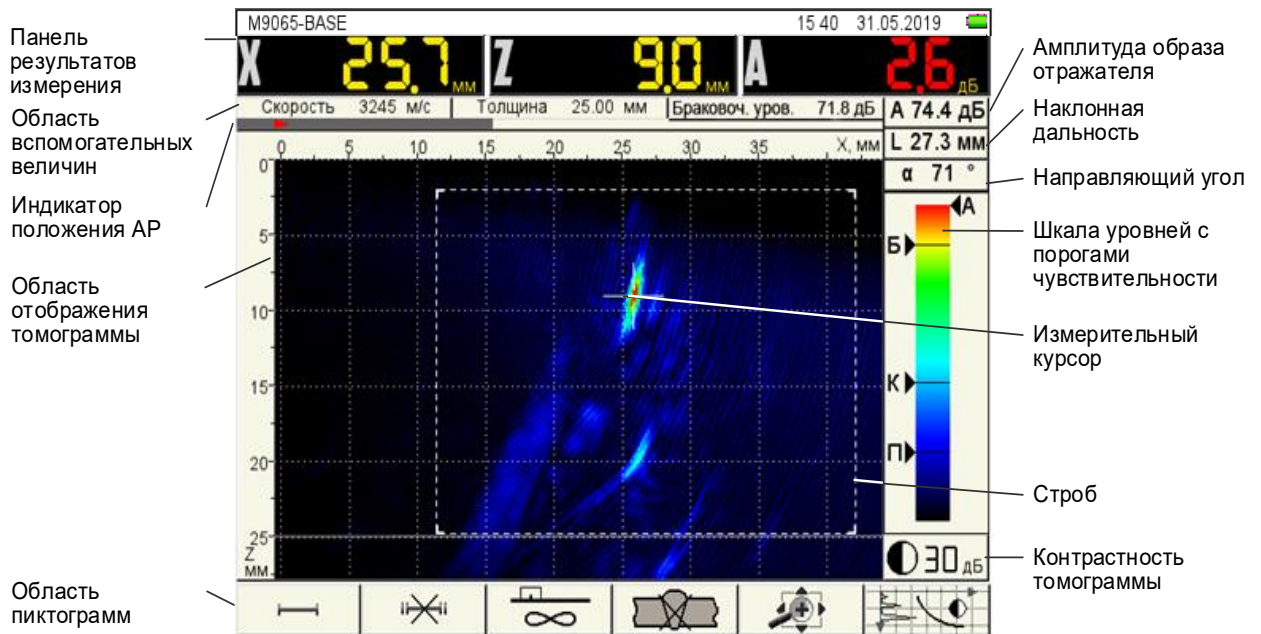 M9065-BASE 15 40 31.05.2019
X 25.7 мм Z 9.0 мм A 2.6 дБ
Скорость 3245 м/с Толщина 25.00 мм Браковоч. уров. 71.8 дБ
А 74.4 дБ
L 27.3 мм
α 71 °
0 5 10 15 20 25 30 35 X, мм
0
5
10
15
20
25
Z
мм
А
Б
К
П
30 дБ
Панель
результатов
измерения
Область
вспомогательных
величин
Индикатор
положения АР
Область
отображения
томограммы
Область
пиктограмм
Амплитуда образа
отражателя
Наклонная
дальность
Направляющий угол
Шкала уровней с
порогами
чувствительности
Измерительный
курсор
Строб
Контрастность
томограммы